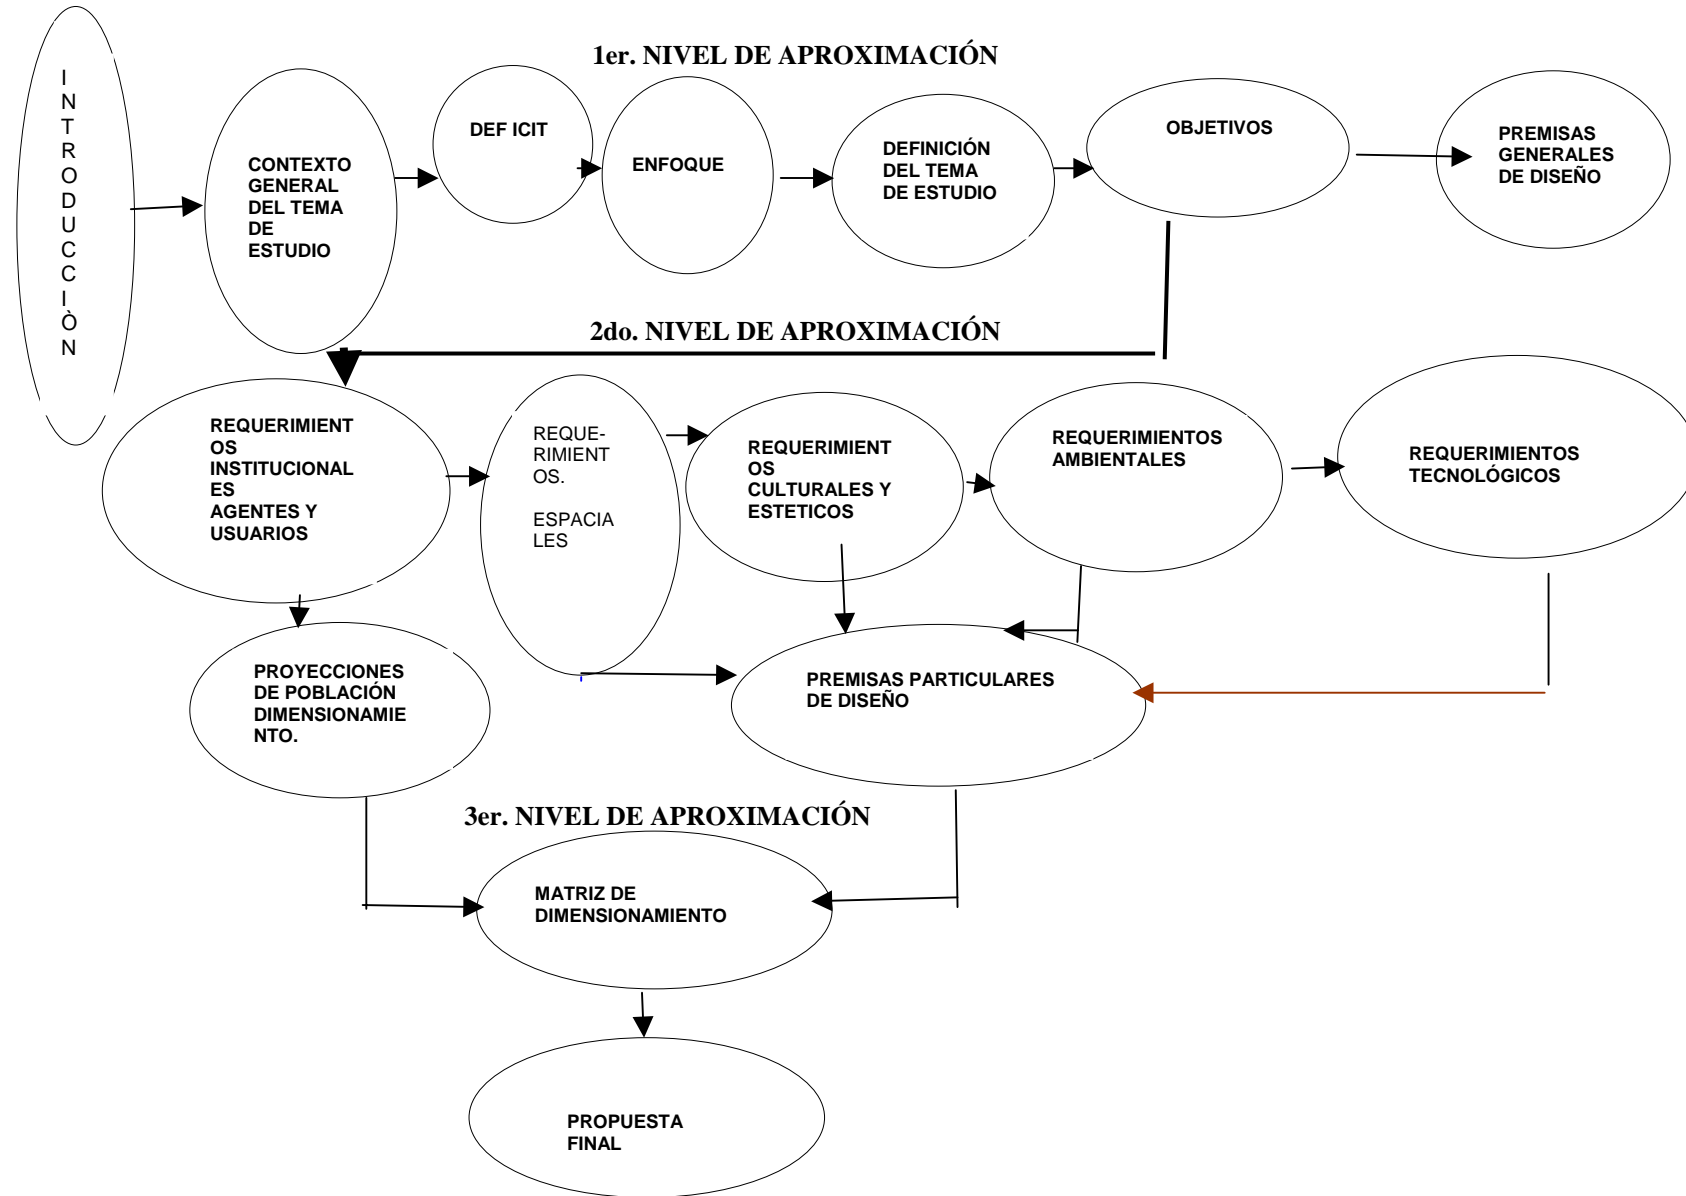 I
N
T
R
O
D
U
C
C
I
Ò
N
1er. NIVEL DE APROXIMACIÓN
CONTEXTO
GENERAL
DEL TEMA
DE
ESTUDIO
DEF ICIT
ENFOQUE
DEFINICIÓN
DEL TEMA
DE ESTUDIO
OBJETIVOS
PREMISAS
GENERALES
DE DISEÑO
2do. NIVEL DE APROXIMACIÓN
REQUERIMIENT
OS
INSTITUCIONAL
ES
AGENTES Y
USUARIOS
REQUE-
RIMIENT
OS.
ESPACIA
LES
REQUERIMIENT
OS
CULTURALES Y
ESTETICOS
REQUERIMIENTOS
AMBIENTALES
REQUERIMIENTOS
TECNOLÓGICOS
PROYECCIONES
DE POBLACIÓN
DIMENSIONAMIE
NTO.
PREMISAS PARTICULARES
DE DISEÑO
3er. NIVEL DE APROXIMACIÓN
MATRIZ DE
DIMENSIONAMIENTO
PROPUESTA
FINAL